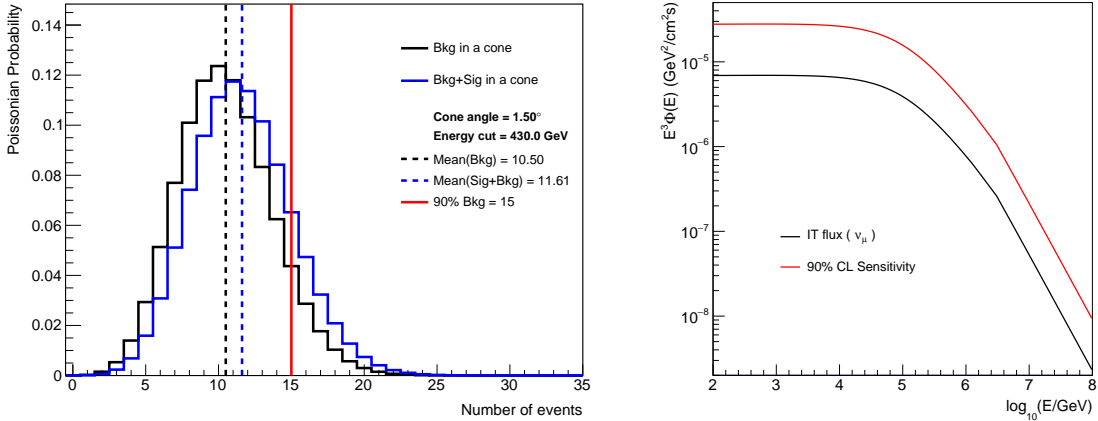 Poissonian Probability
0.14
0.12
0.1
0.08
0.06
0.04
0.02
0
0 5 10 15 20 25 30 35
Number of events
Bkg in a cone
Bkg+Sig in a cone
Cone angle = 1.50°
Energy cut = 430.0 GeV
Mean(Bkg) = 10.50
Mean(Sig+Bkg) = 11.61
90% Bkg = 15
E³Φ(E) (GeV²/cm²s)
10⁻⁵
10⁻⁶
10⁻⁷
10⁻⁸
2 3 4 5 6 7 8
log₁₀(E/GeV)
IT flux ( ν_μ )
90% CL Sensitivity